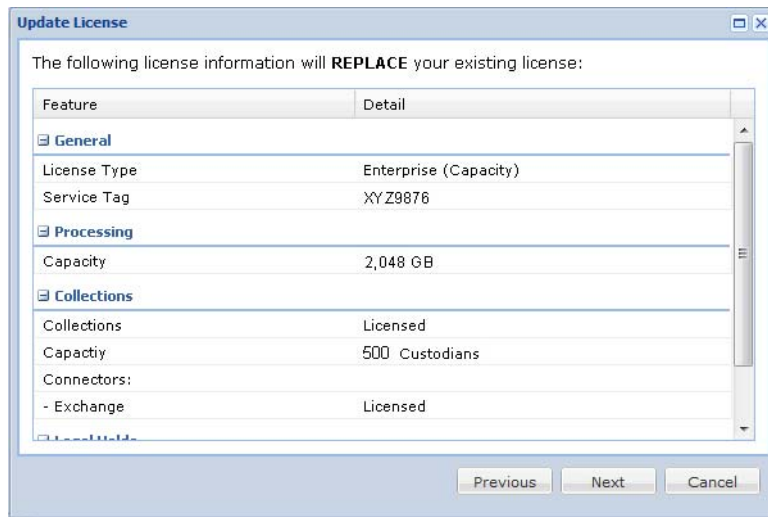 Update License
The following license information will REPLACE your existing license:
Feature Detail
General
License Type Enterprise (Capacity)
Service Tag XYZ9876
Processing
Capacity 2,048 GB
Collections
Collections Licensed
Capactiy 500 Custodians
Connectors:
- Exchange Licensed
Previous Next Cancel